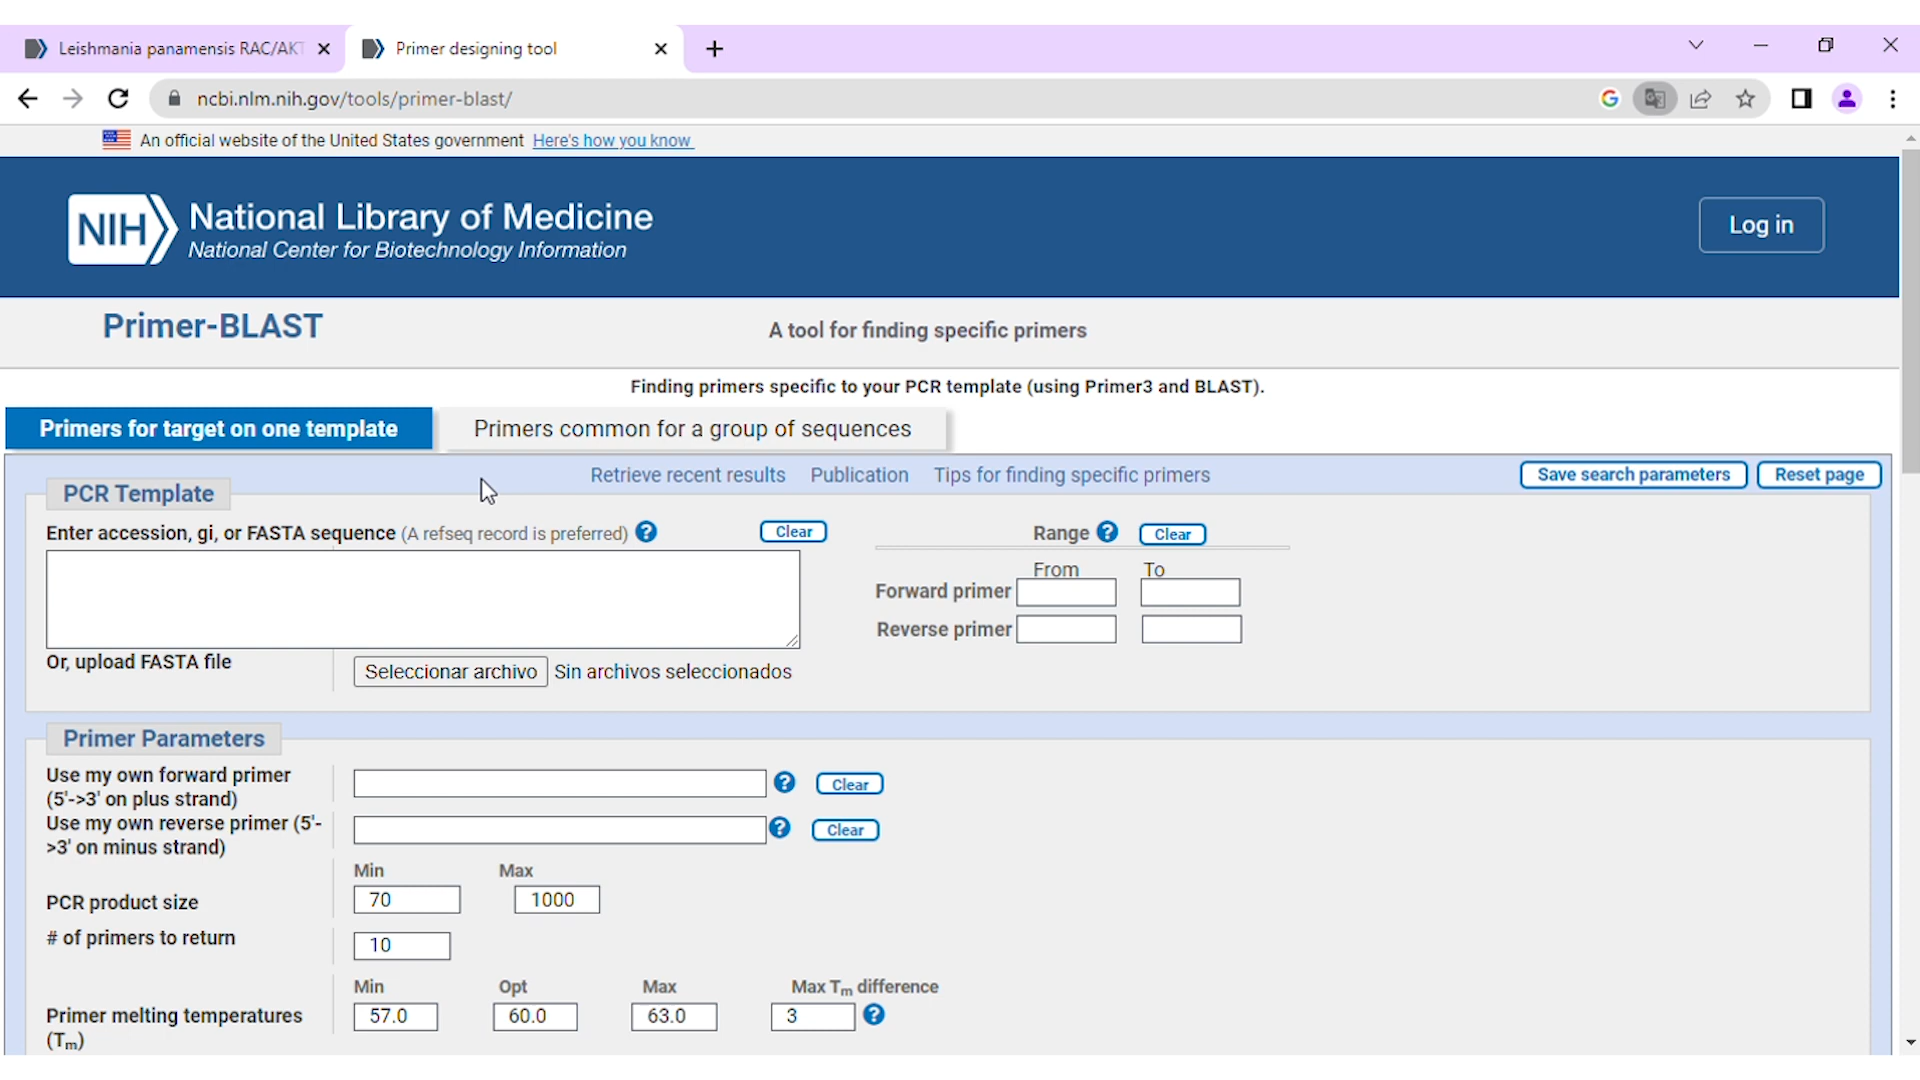 Leishmania panamensis RAC/AKT
Primer designing tool
ncbi.nlm.nih.gov/tools/primer-blast/
An official website of the United States government Here's how you know
NIH
National Library of Medicine
National Center for Biotechnology Information
Log in
Primer-BLAST
A tool for finding specific primers
Finding primers specific to your PCR template (using Primer3 and BLAST).
Primers for target on one template
Primers common for a group of sequences
Retrieve recent results Publication Tips for finding specific primers
Save search parameters
Reset page
PCR Template
Enter accession, gi, or FASTA sequence (A refseq record is preferred) ?
Clear
Range ?
Clear
From To
Forward primer
Reverse primer
Or, upload FASTA file
Seleccionar archivo Sin archivos seleccionados
Primer Parameters
Use my own forward primer
(5'->3' on plus strand)
? Clear
Use my own reverse primer (5'-
>3' on minus strand)
? Clear
Min Max
PCR product size 70 1000
# of primers to return 10
Min Opt Max Max Tm difference
Primer melting temperatures
(Tm)
57.0 60.0 63.0 3 ?